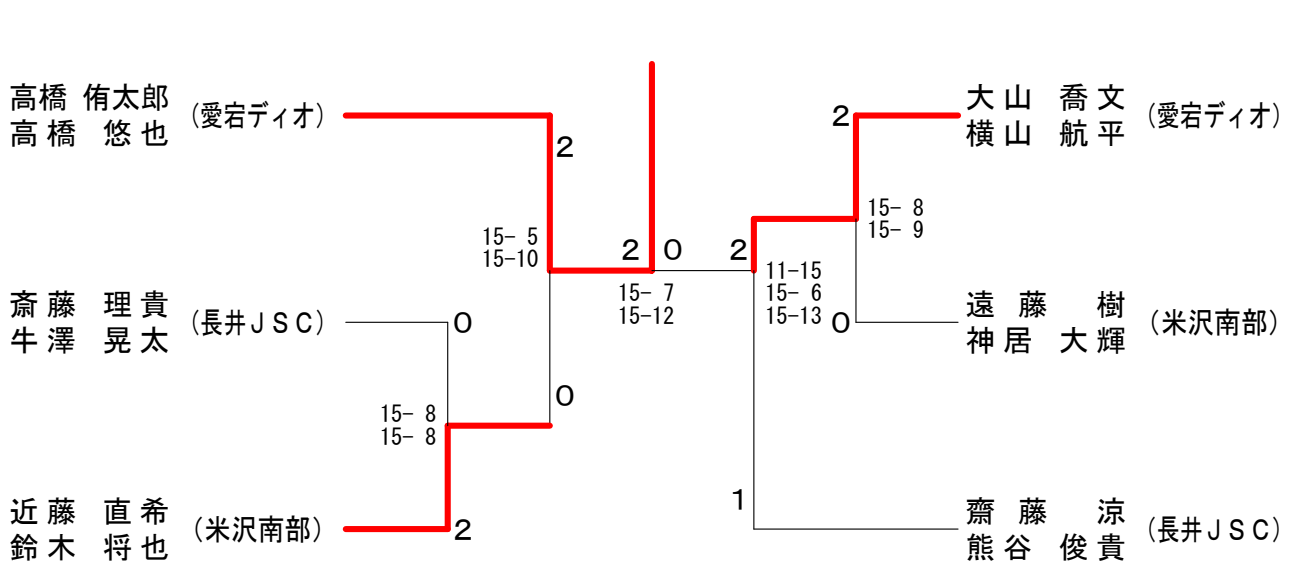 高橋 侑太郎
高橋 悠也
(愛宕ディオ)
2
15- 5
15-10
斎藤 理貴
牛澤 晃太
(長井JSC)
0
15- 8
15- 8
0
近藤 直希
鈴木 将也
(米沢南部)
2
2 0
15- 7
15-12
大山 喬文
横山 航平
(愛宕ディオ)
2
15- 8
15- 9
2
11-15
15- 6
15-13
遠藤 樹
神居 大輝
(米沢南部)
0
1
齋藤 涼
熊谷 俊貴
(長井JSC)